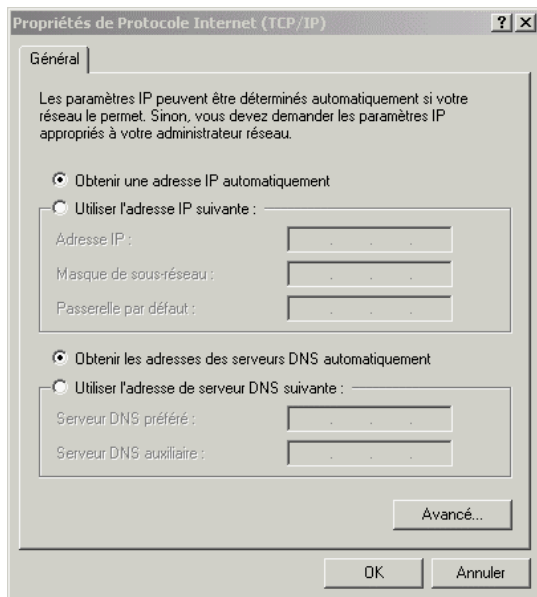 Propriétés de Protocole Internet (TCP/IP)
Général
Les paramètres IP peuvent être déterminés automatiquement si votre
réseau le permet. Sinon, vous devez demander les paramètres IP
appropriés à votre administrateur réseau.
Obtenir une adresse IP automatiquement
Utiliser l'adresse IP suivante :
Adresse IP :
Masque de sous-réseau :
Passerelle par défaut :
Obtenir les adresses des serveurs DNS automatiquement
Utiliser l'adresse de serveur DNS suivante :
Serveur DNS préféré :
Serveur DNS auxiliaire :
Avancé...
OK
Annuler